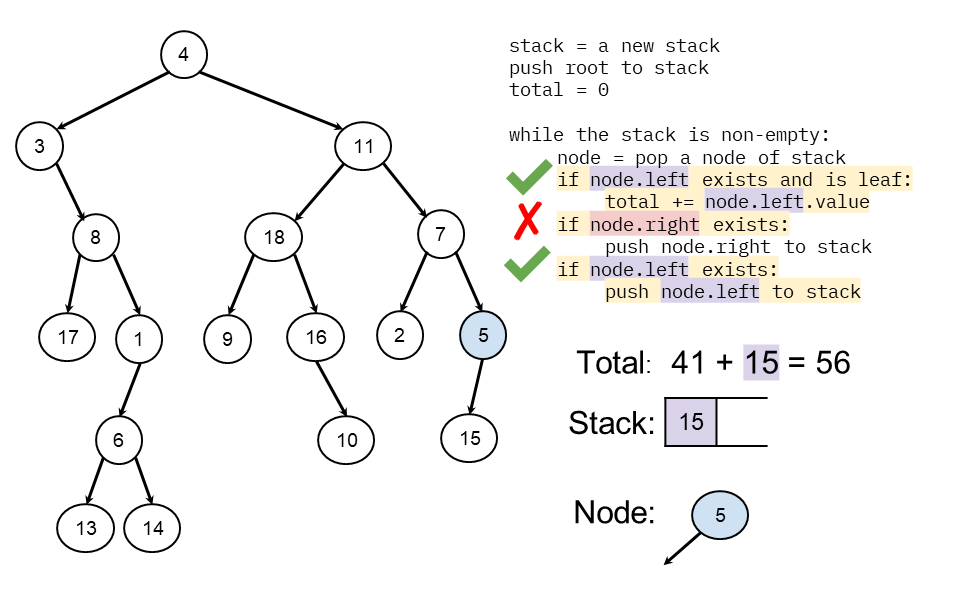 4
3
11
8
18
7
17
1
9
16
2
5
6
10
15
13
14
stack = a new stack
push root to stack
total = 0
while the stack is non-empty:
node = pop a node of stack
if node.left exists and is leaf:
total += node.left.value
if node.right exists:
push node.right to stack
if node.left exists:
push node.left to stack
Total: 41 + 15 = 56
Stack: 15
Node: 5